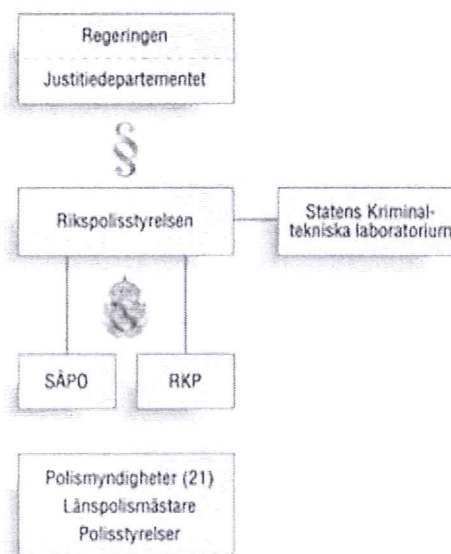 Regeringen
Justitiedepartementet
§
Rikspolisstyrelsen
Statens Kriminal-
tekniska laboratorium
SÄPO
RKP
Polismyndigheter (21)
Länspolismästare
Polisstyrelser